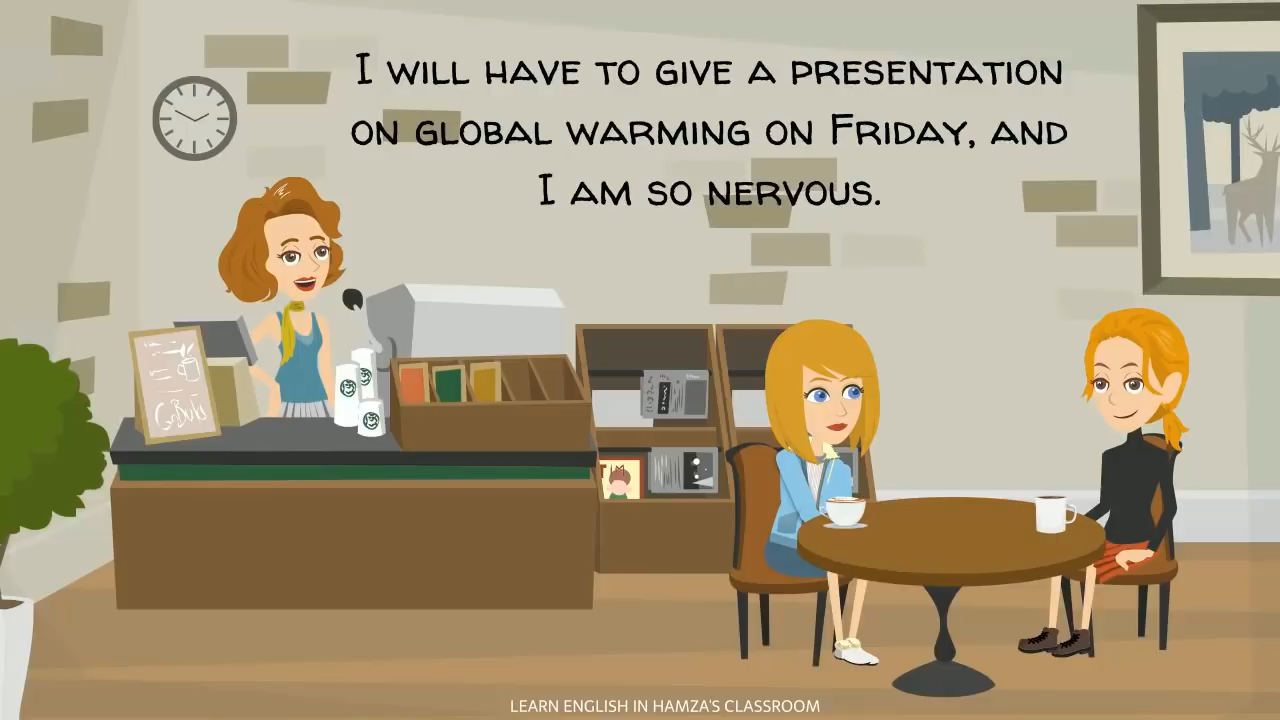 I WILL HAVE TO GIVE A PRESENTATION
ON GLOBAL WARMING ON FRIDAY, AND
I AM SO NERVOUS.
LEARN ENGLISH IN HAMZA'S CLASSROOM